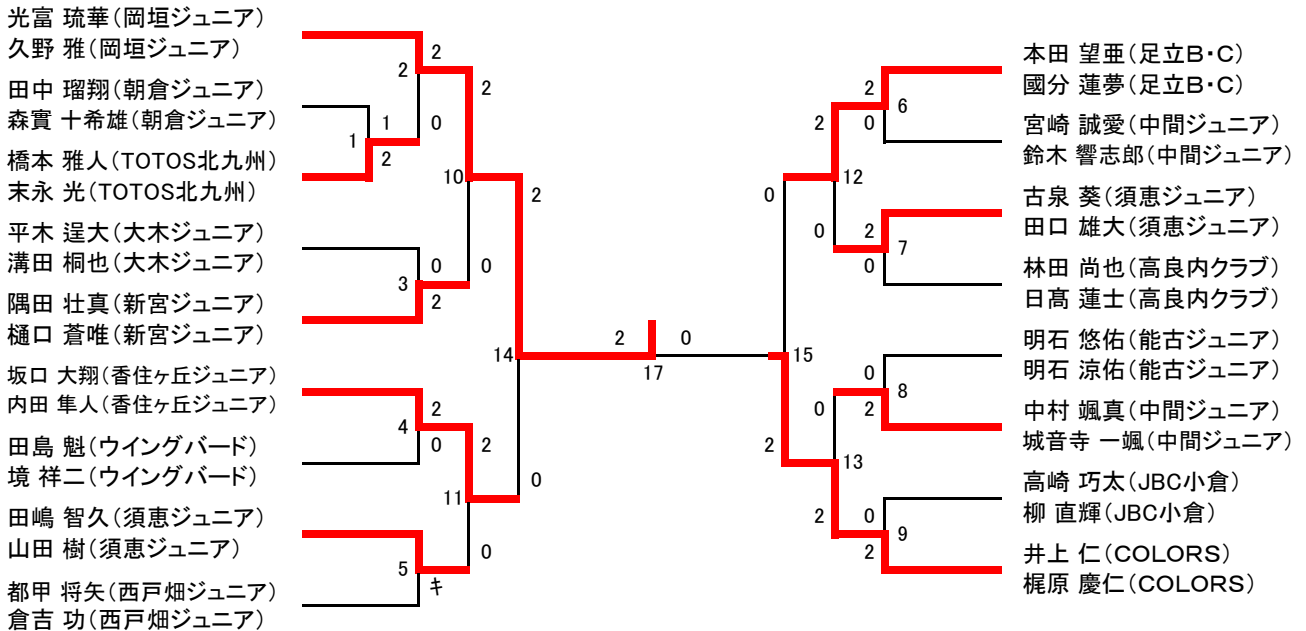 光富 琉華(岡垣ジュニア)
久野 雅(岡垣ジュニア)
田中 瑠翔(朝倉ジュニア)
森實 十希雄(朝倉ジュニア)
橋本 雅人(TOTOS北九州)
末永 光(TOTOS北九州)
平木 逞大(大木ジュニア)
溝田 桐也(大木ジュニア)
隅田 壮真(新宮ジュニア)
樋口 蒼唯(新宮ジュニア)
坂口 大翔(香住ヶ丘ジュニア)
内田 隼人(香住ヶ丘ジュニア)
田島 魁(ウイングバード)
境 祥二(ウイングバード)
田嶋 智久(須恵ジュニア)
山田 樹(須恵ジュニア)
都甲 将矢(西戸畑ジュニア)
倉吉 功(西戸畑ジュニア)
2
2
1
1
2
0
2
10
0
3
2
0
2
14
2
4
0
2
11
5
キ
0
0
2
0
17
本田 望亜(足立B・C)
國分 蓮夢(足立B・C)
宮崎 誠愛(中間ジュニア)
鈴木 響志郎(中間ジュニア)
古泉 葵(須恵ジュニア)
田口 雄大(須恵ジュニア)
林田 尚也(高良内クラブ)
日髙 蓮士(高良内クラブ)
明石 悠佑(能古ジュニア)
明石 涼佑(能古ジュニア)
中村 颯真(中間ジュニア)
城音寺 一颯(中間ジュニア)
高崎 巧太(JBC小倉)
柳 直輝(JBC小倉)
井上 仁(COLORS)
梶原 慶仁(COLORS)
2
6
0
2
12
0
0
2
7
0
15
0
8
2
0
2
13
2
0
9
2